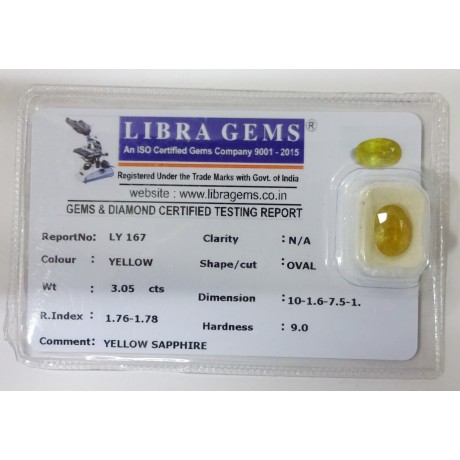 LIBRA GEMS ®
An ISO Certified Gems Company 9001 - 2015
Registered Under the Trade Marks with Govt. of India
website : www.libragems.co.in
GEMS & DIAMOND CERTIFIED TESTING REPORT
ReportNo: LY 167 Clarity : N/A
Colour : YELLOW Shape/cut : OVAL
Wt : 3.05 cts Dimension : 10-1.6-7.5-1.
R.Index : 1.76-1.78 Hardness : 9.0
Comment: YELLOW SAPPHIRE